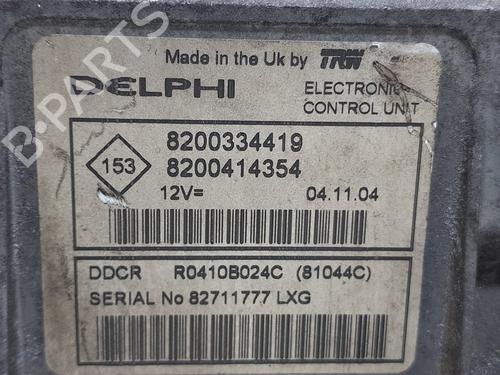 Made in the Uk by TRW
DELPHI
ELECTRONIC
CONTROL UNIT
153
8200334419
8200414354
12V=
04.11.04
DDCR R0410B024C (81044C)
SERIAL No 82711777 LXG
B-PARTS